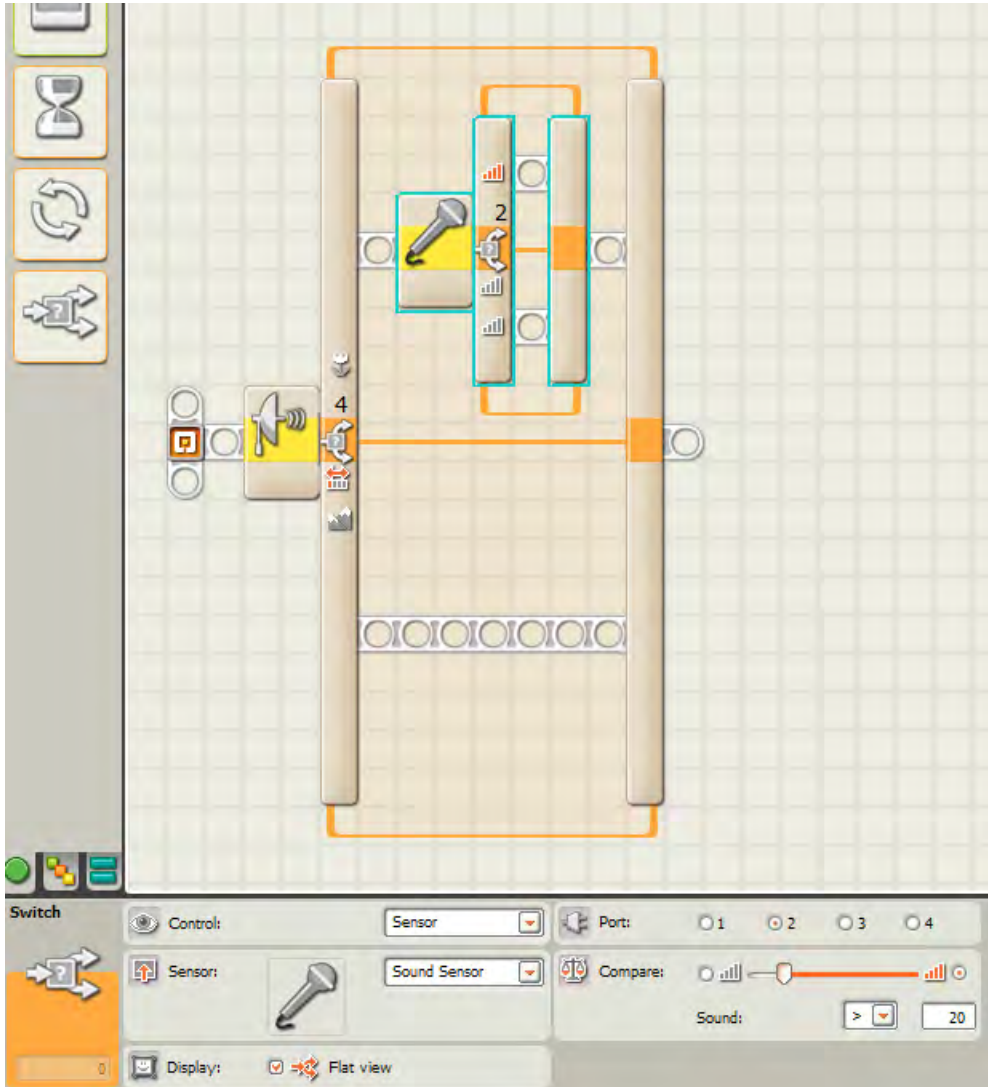 2
4
Switch
Control:
Sensor
Port:
1
2
3
4
Sensor:
Sound Sensor
Compare:
Sound:
>
20
0
Display:
Flat view